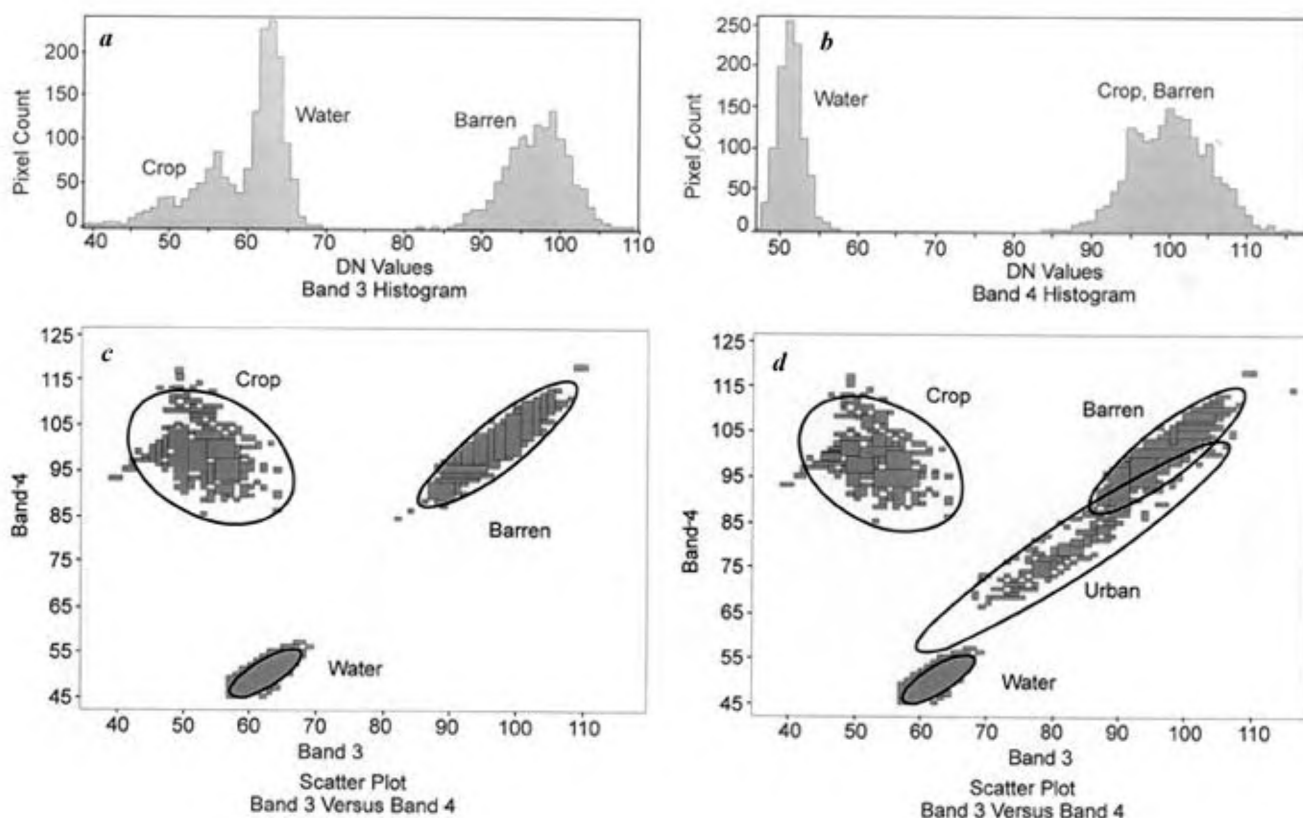 a
200
150
100
50
0
Pixel Count
Crop
Water
Barren
40 50 60 70 80 90 100 110
DN Values
Band 3 Histogram
b
250
200
150
100
50
0
Pixel Count
Water
Crop, Barren
50 60 70 80 90 100 110
DN Values
Band 4 Histogram
c
125
115
105
95
85
75
65
55
45
Band-4
Crop
Barren
Water
40 50 60 70 80 90 100 110
Band 3
Scatter Plot
Band 3 Versus Band 4
d
125
115
105
95
85
75
65
55
45
Band-4
Crop
Barren
Urban
Water
40 50 60 70 80 90 100 110
Band 3
Scatter Plot
Band 3 Versus Band 4